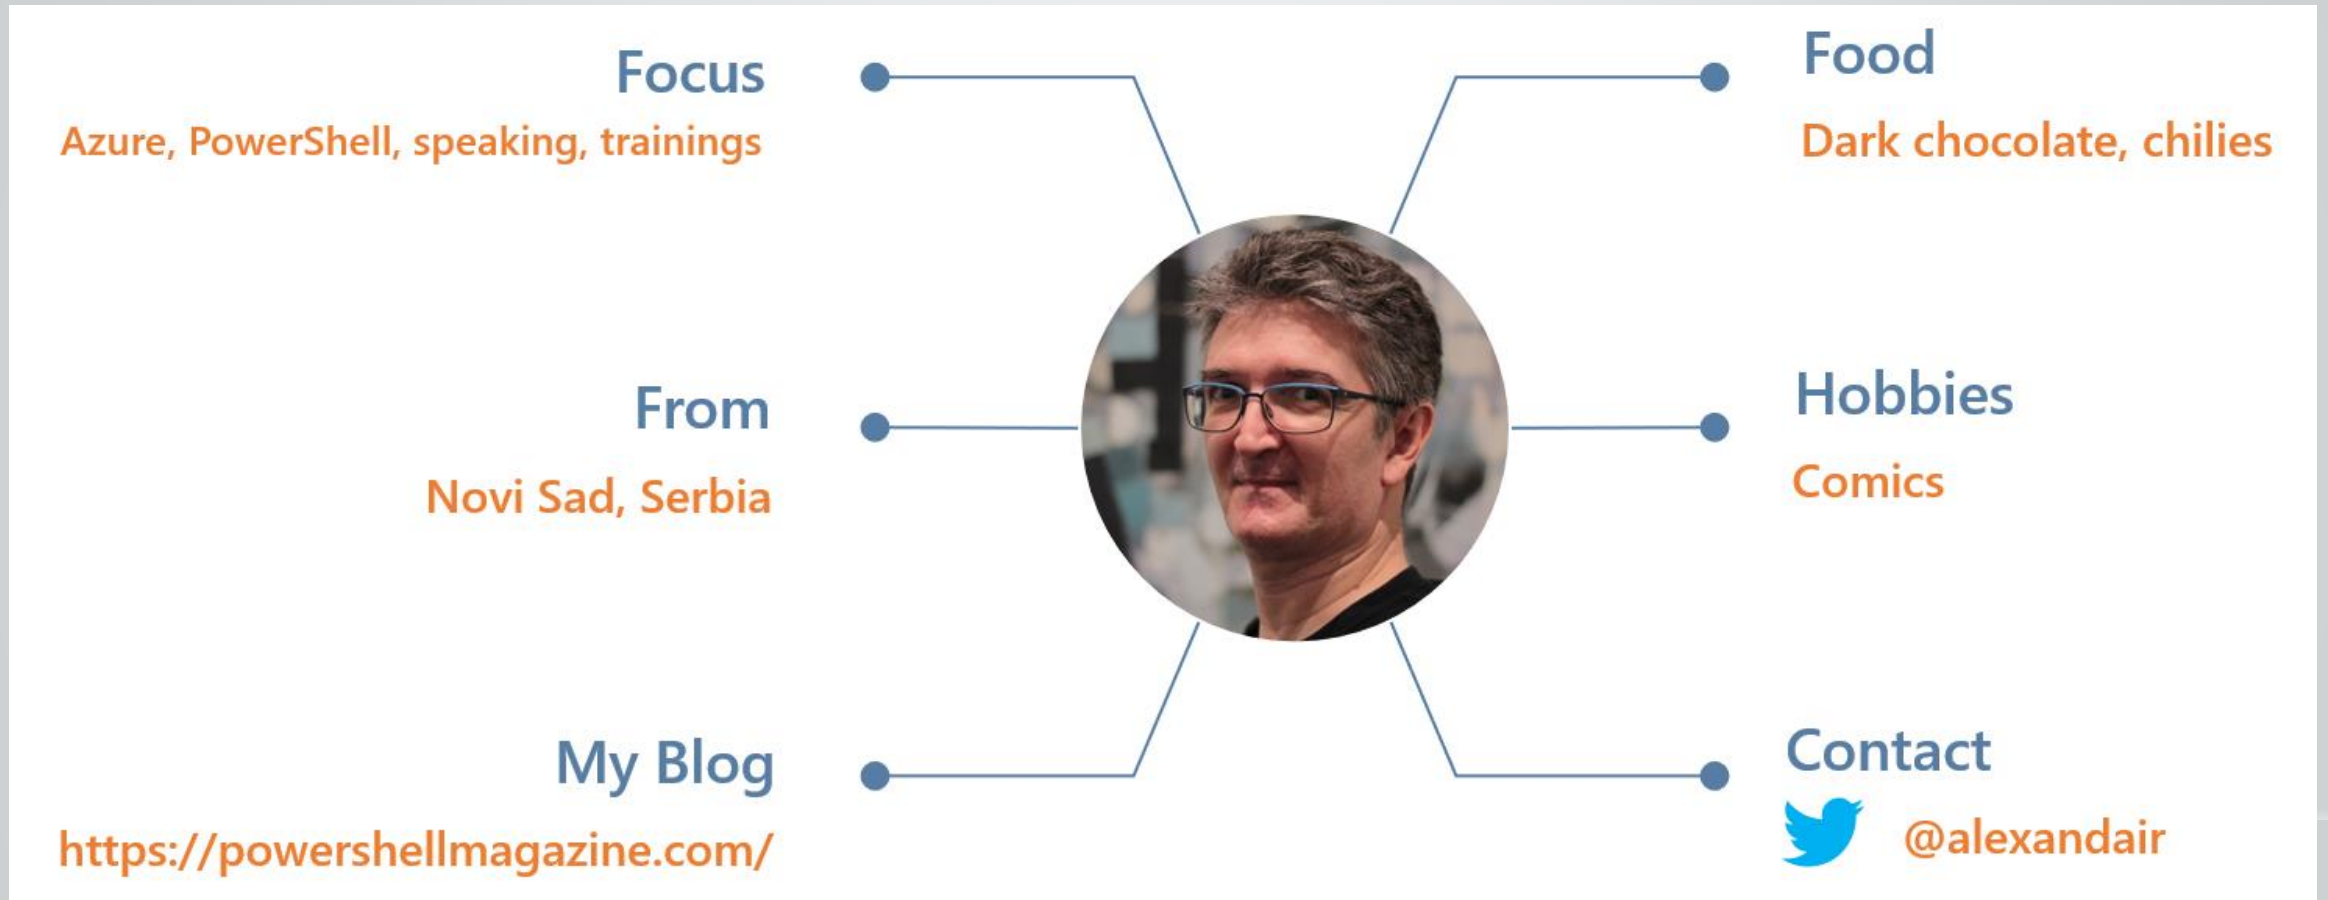 Focus
Azure, PowerShell, speaking, trainings
From
Novi Sad, Serbia
My Blog
https://powershellmagazine.com/
Food
Dark chocolate, chilies
Hobbies
Comics
Contact
@alexandair